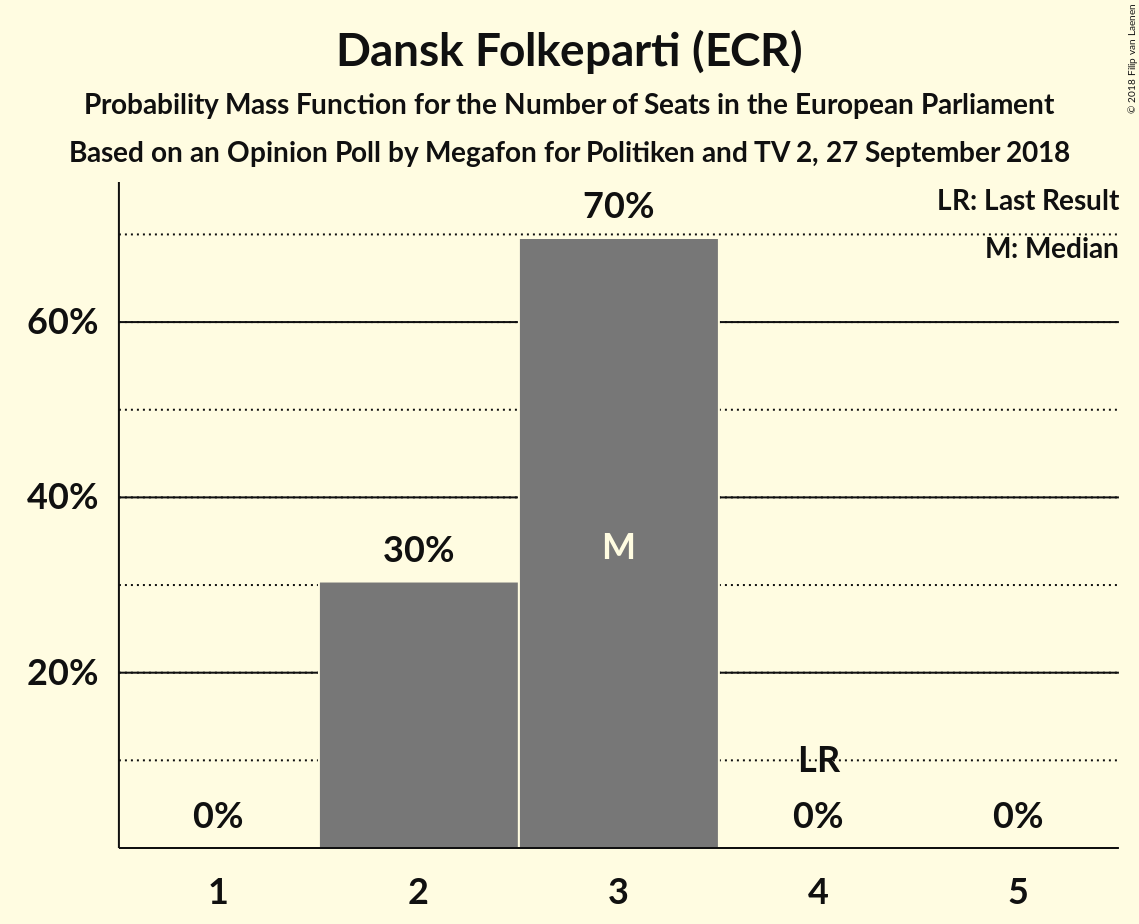 Dansk Folkeparti (ECR)
Probability Mass Function for the Number of Seats in the European Parliament
Based on an Opinion Poll by Megafon for Politiken and TV 2, 27 September 2018
© 2018 Filip van Laenen
LR: Last Result
M: Median
70%
60%
40%
30%
M
20%
LR
0%
0%
0%
1 2 3 4 5